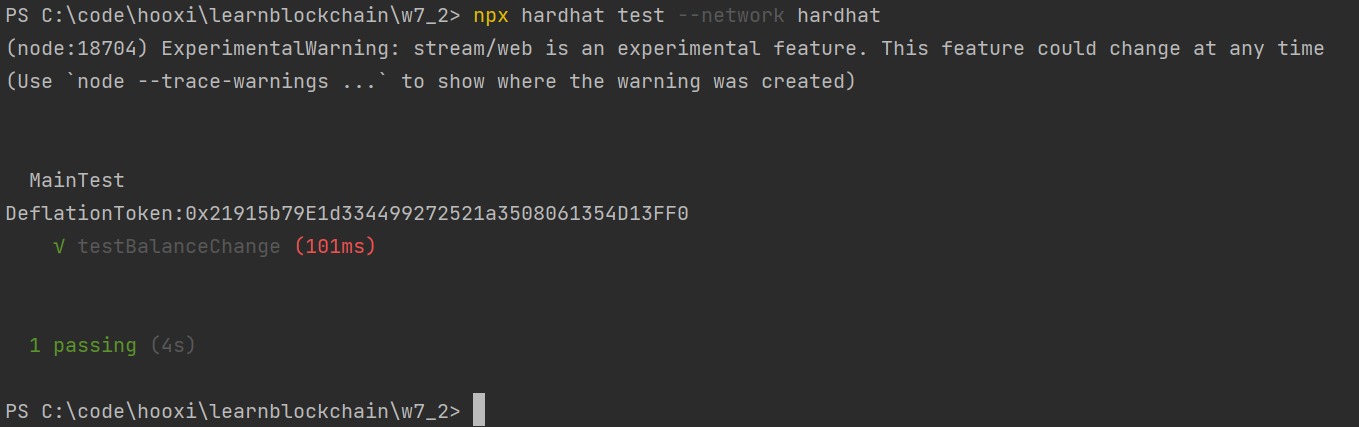 PS C:\code\hooxi\learnblockchain\w7_2> npx hardhat test --network hardhat
(node:18704) ExperimentalWarning: stream/web is an experimental feature. This feature could change at any time
(Use `node --trace-warnings ...` to show where the warning was created)
MainTest
DeflationToken:0x21915b79E1d334499272521a3508061354D13FF0
√ testBalanceChange (101ms)
1 passing (4s)
PS C:\code\hooxi\learnblockchain\w7_2>